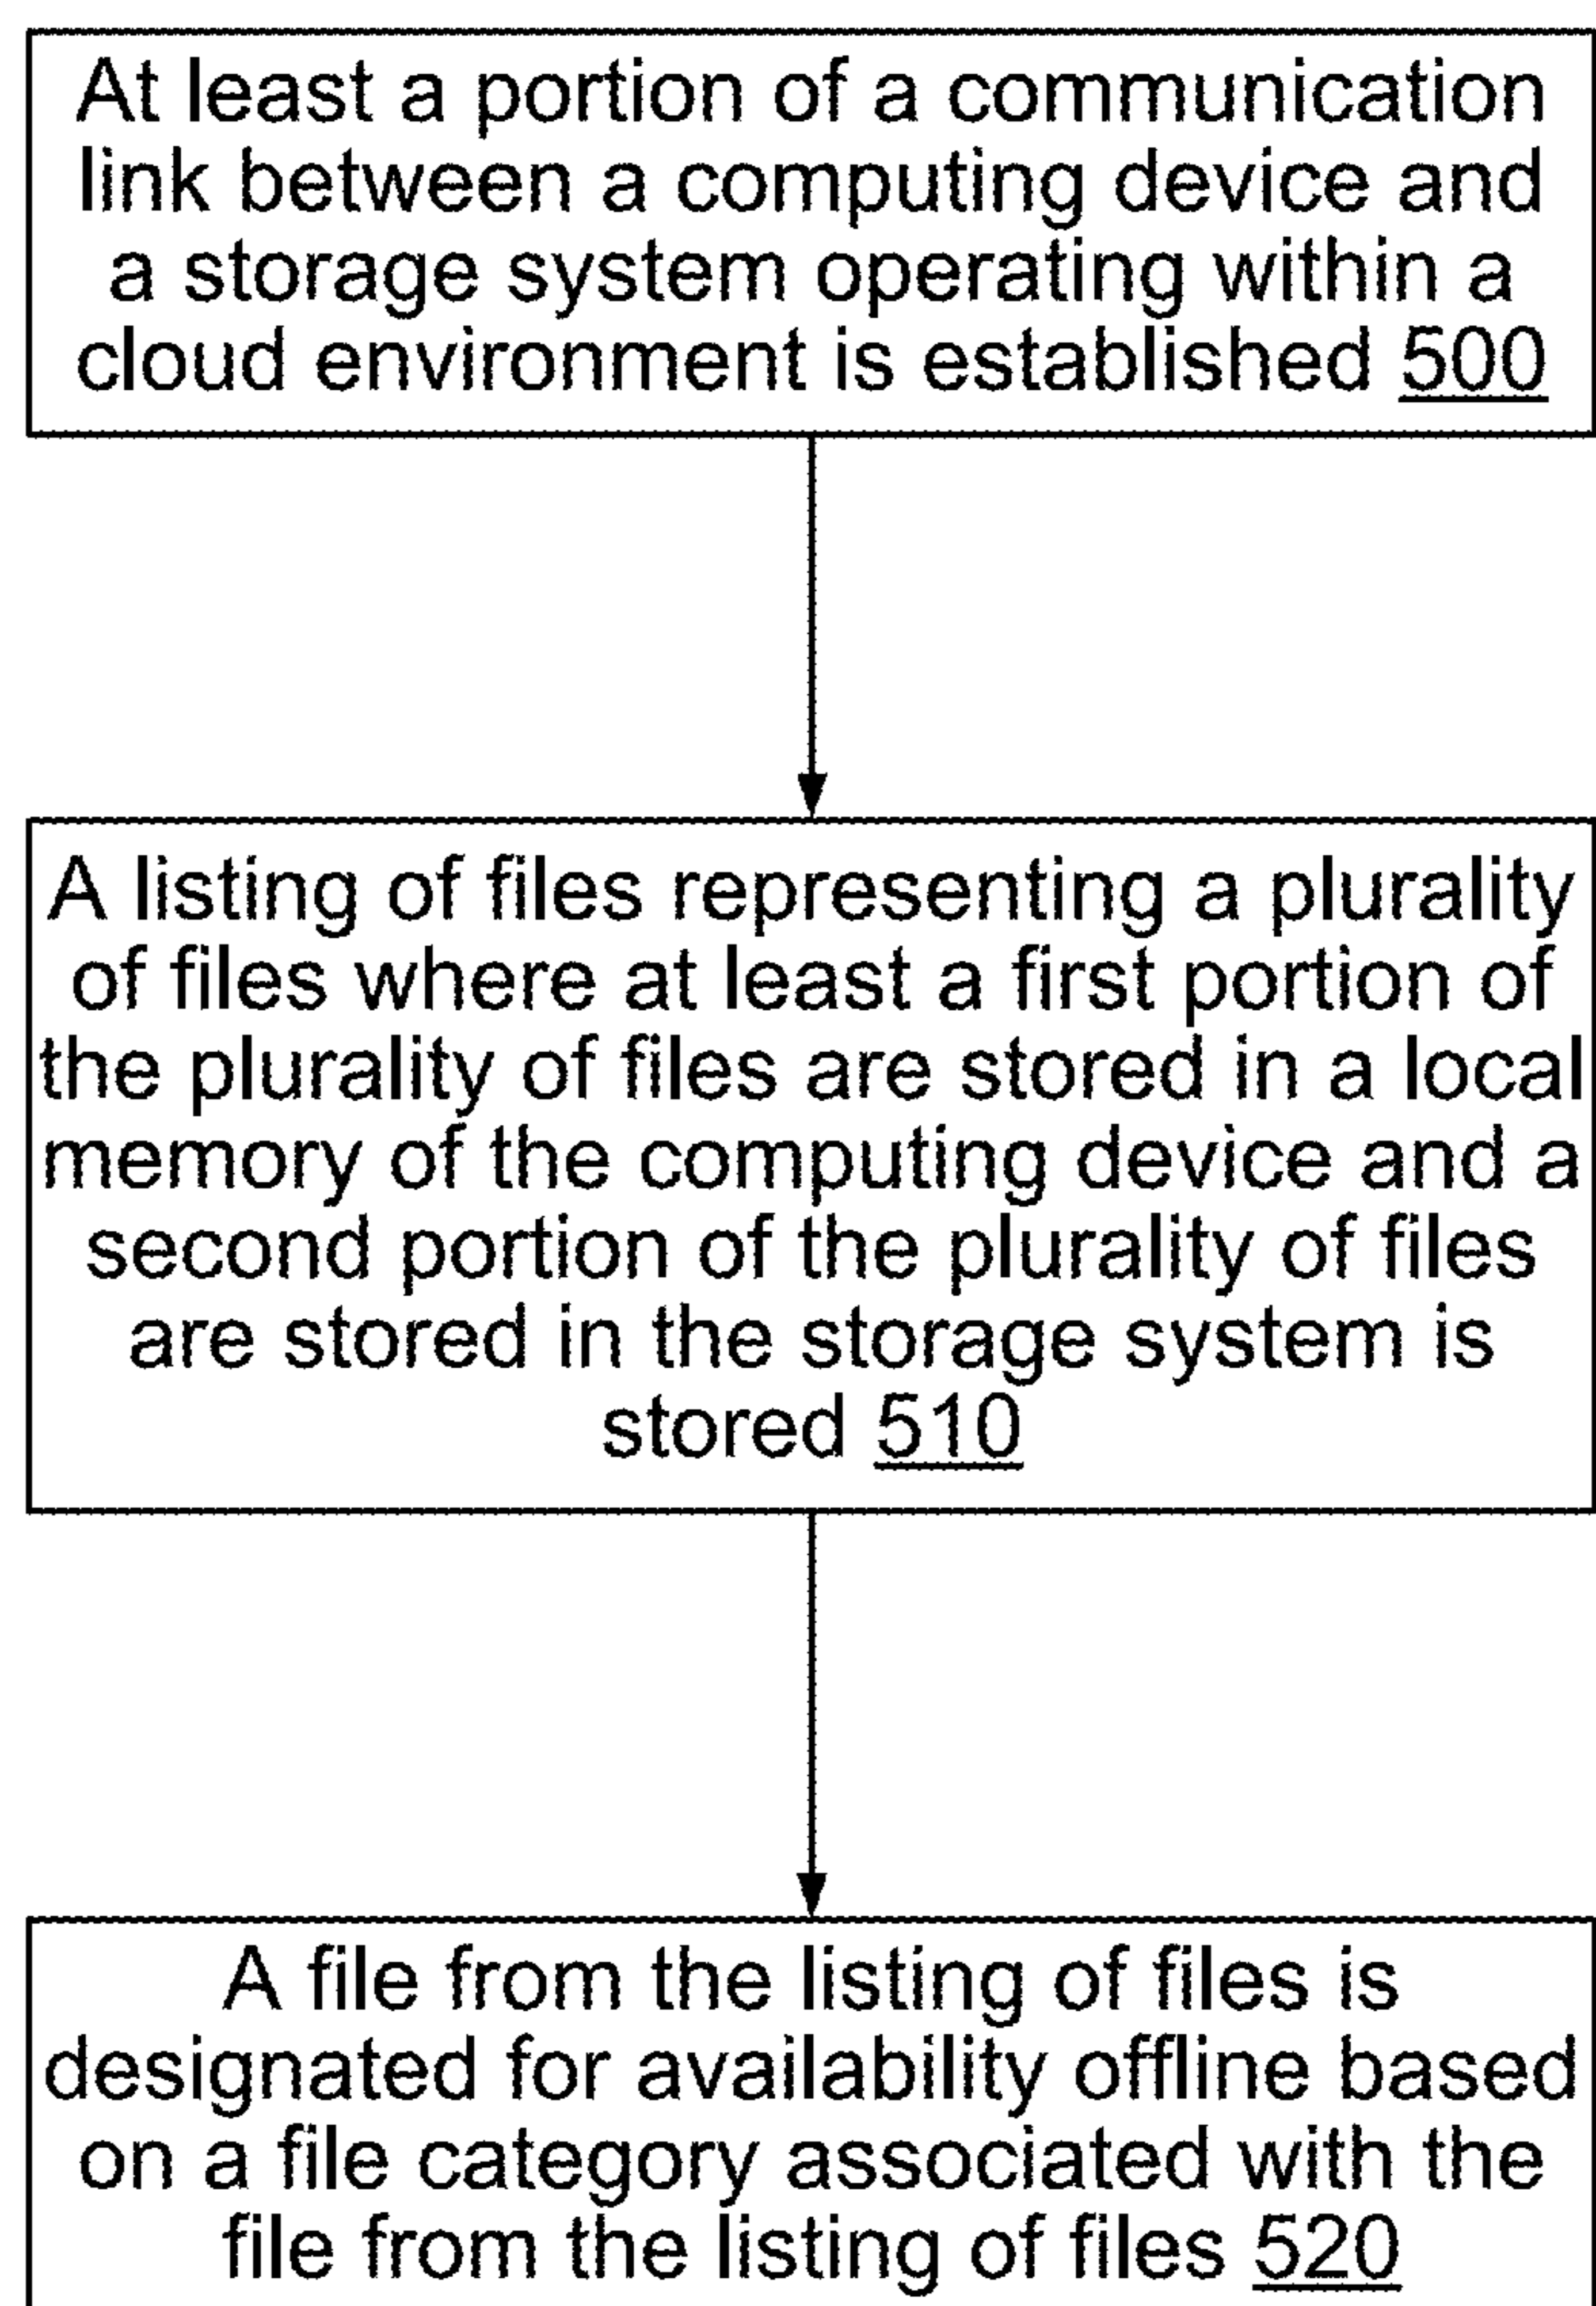 At least a portion of a communication
link between a computing device and
a storage system operating within a
cloud environment is established 500
A listing of files representing a plurality
of files where at least a first portion of
the plurality of files are stored in a local
memory of the computing device and a
second portion of the plurality of files
are stored in the storage system is
stored 510
A file from the listing of files is
designated for availability offline based
on a file category associated with the
file from the listing of files 520